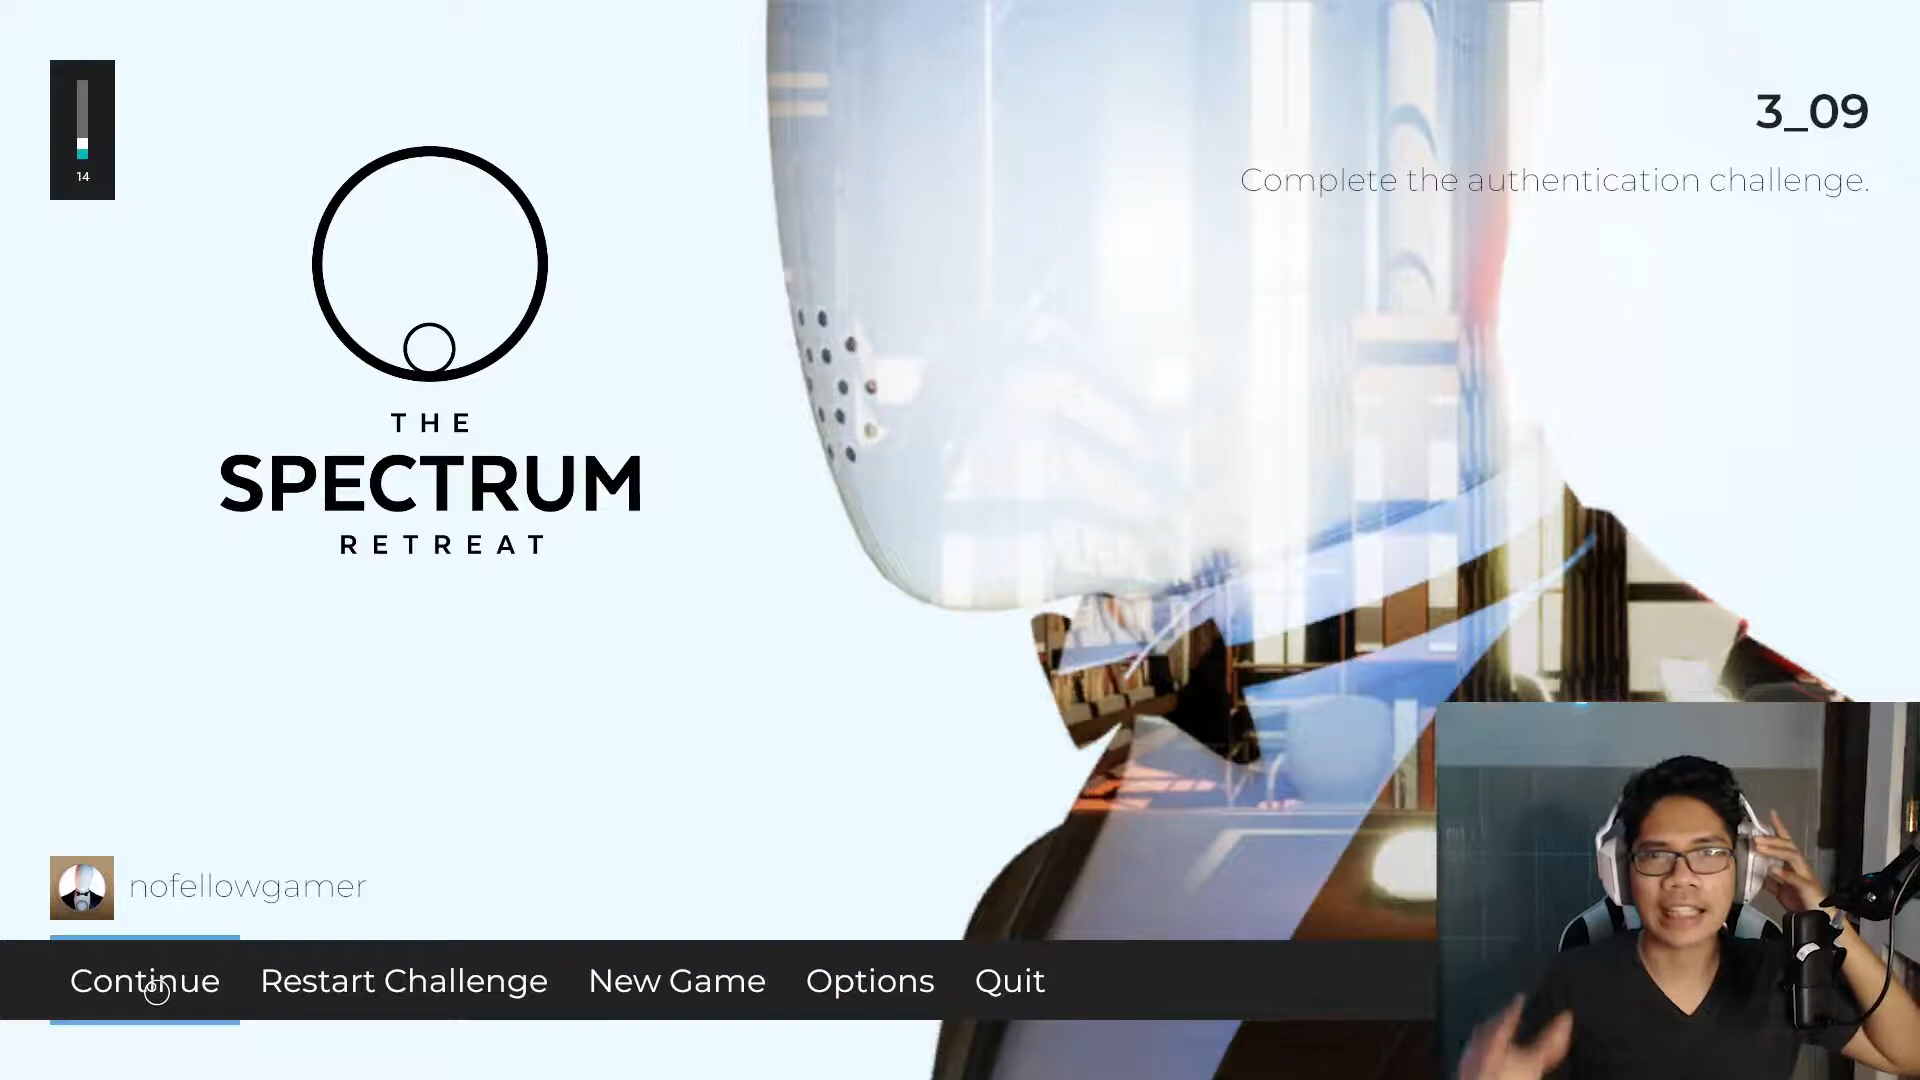 14
3_09
Complete the authentication challenge.
THE
SPECTRUM
RETREAT
nofellowgamer
Continue Restart Challenge New Game Options Quit